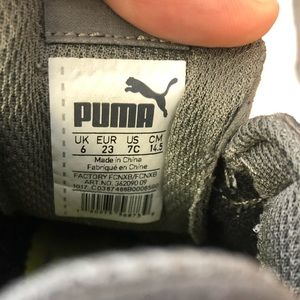 PUMA
UK EUR US CM
6 23 7C 14.5
Made in China
Fabriqué en China
FACTORY FCNXB/FCNXB
ART.NO. 362090 09